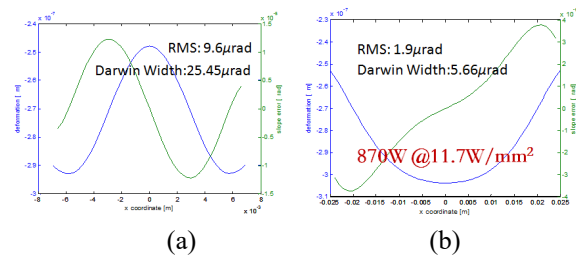 ×10⁻⁷
×10⁻⁴
-2.4
-2.5
-2.6
-2.7
-2.8
-2.9
-3
deformation [ m]
1.5
1
0.5
0
-0.5
-1
-1.5
slope error [ rad]
RMS: 9.6μrad
Darwin Width:25.45μrad
-8 -6 -4 -2 0 2 4 6 8
x coordinate [m]
×10⁻³
(a)
×10⁻⁷
-2.3
-2.4
-2.5
-2.6
-2.7
-2.8
-2.9
-3
-3.1
deformation [ m]
4
3
2
1
0
-1
-2
-3
-4
slope error [ rad]
RMS: 1.9μrad
Darwin Width:5.66μrad
870W @11.7W/mm²
-0.025 -0.02 -0.015 -0.01 -0.005 0 0.005 0.01 0.015 0.02 0.025
x coordinate [m]
(b)